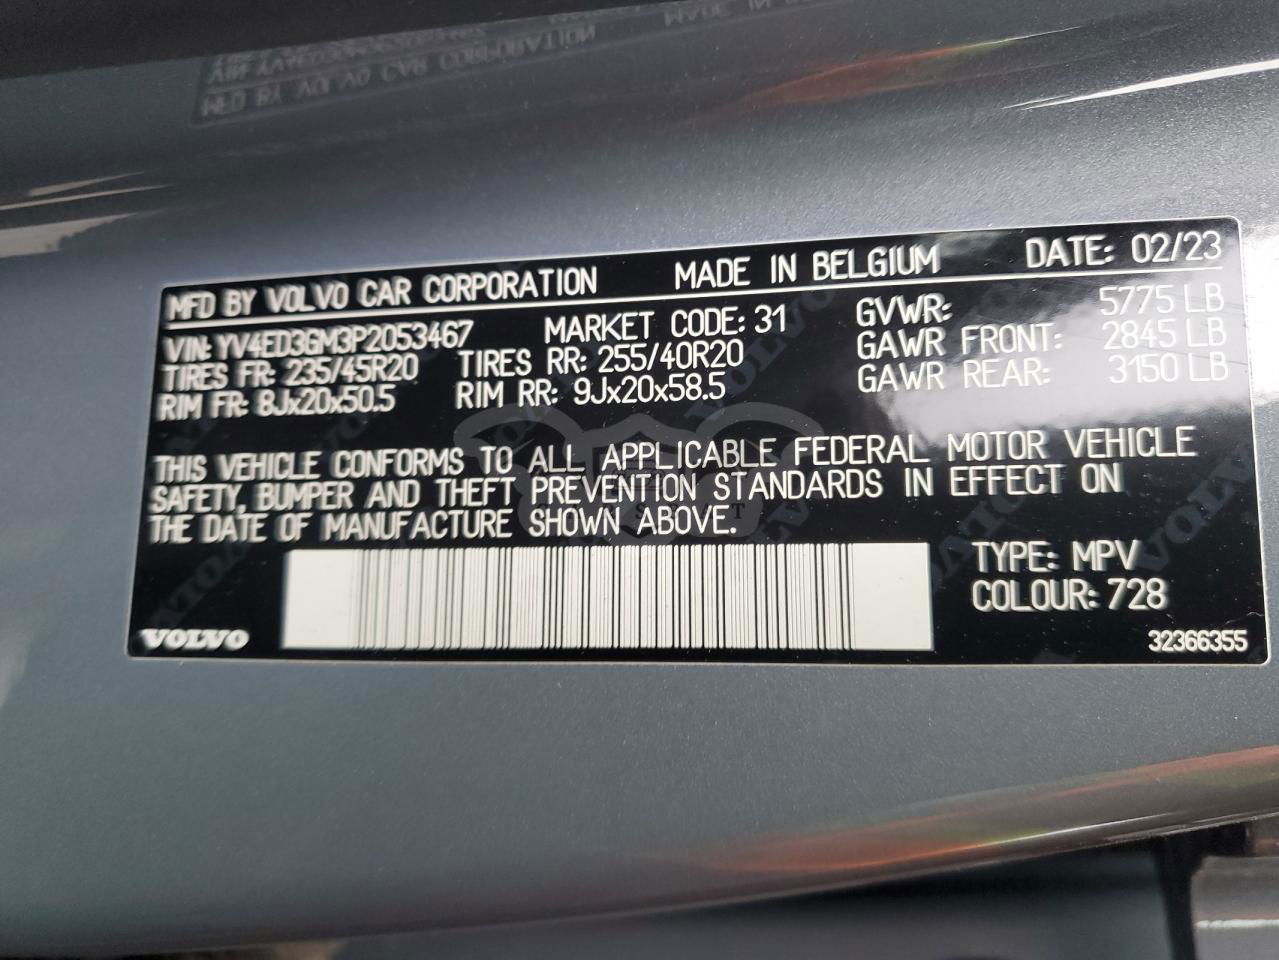 MFD BY VOLVO CAR CORPORATION MADE IN BELGIUM DATE: 02/23
VIN: YV4ED3GM3P2053467 MARKET CODE: 31 GVWR: 5775 LB
TIRES FR: 235/45R20 TIRES RR: 255/40R20 GAWR FRONT: 2845 LB
RIM FR: 8Jx20x50.5 RIM RR: 9Jx20x58.5 GAWR REAR: 3150 LB
THIS VEHICLE CONFORMS TO ALL APPLICABLE FEDERAL MOTOR VEHICLE
SAFETY, BUMPER AND THEFT PREVENTION STANDARDS IN EFFECT ON
THE DATE OF MANUFACTURE SHOWN ABOVE.
TYPE: MPV
COLOUR: 728
VOLVO
32366355